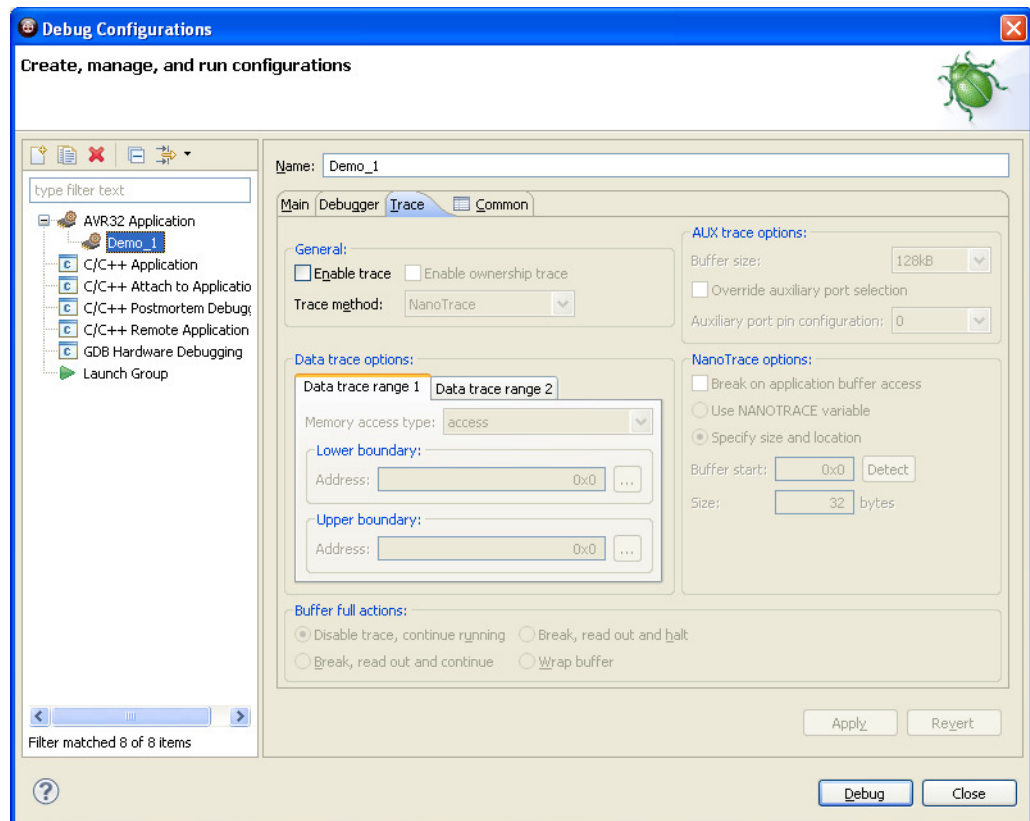 Debug Configurations
Create, manage, and run configurations
type filter text
AVR32 Application
Demo_1
C/C++ Application
C/C++ Attach to Applicatio
C/C++ Postmortem Debugg
C/C++ Remote Application
GDB Hardware Debugging
Launch Group
Filter matched 8 of 8 items
Name: Demo_1
Main Debugger Trace Common
General:
Enable trace Enable ownership trace
Trace method: NanoTrace
AUX trace options:
Buffer size: 128kB
Override auxiliary port selection
Auxiliary port pin configuration: 0
Data trace options:
Data trace range 1 Data trace range 2
Memory access type: access
Lower boundary:
Address: 0x0 ...
Upper boundary:
Address: 0x0 ...
NanoTrace options:
Break on application buffer access
Use NANOTRACE variable
Specify size and location
Buffer start: 0x0 Detect
Size: 32 bytes
Buffer full actions:
Disable trace, continue running Break, read out and halt
Break, read out and continue Wrap buffer
Apply Revert
? Debug Close